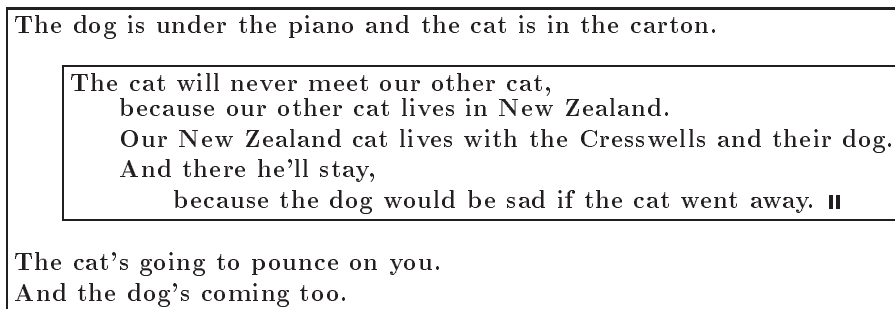 The dog is under the piano and the cat is in the carton.
The cat will never meet our other cat,
because our other cat lives in New Zealand.
Our New Zealand cat lives with the Cresswells and their dog.
And there he'll stay,
because the dog would be sad if the cat went away.
The cat's going to pounce on you.
And the dog's coming too.